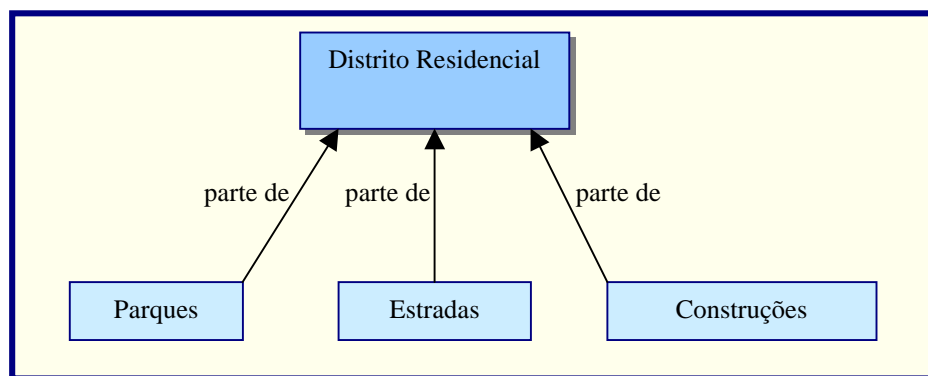 Distrito Residencial
parte de
parte de
parte de
Parques
Estradas
Construções